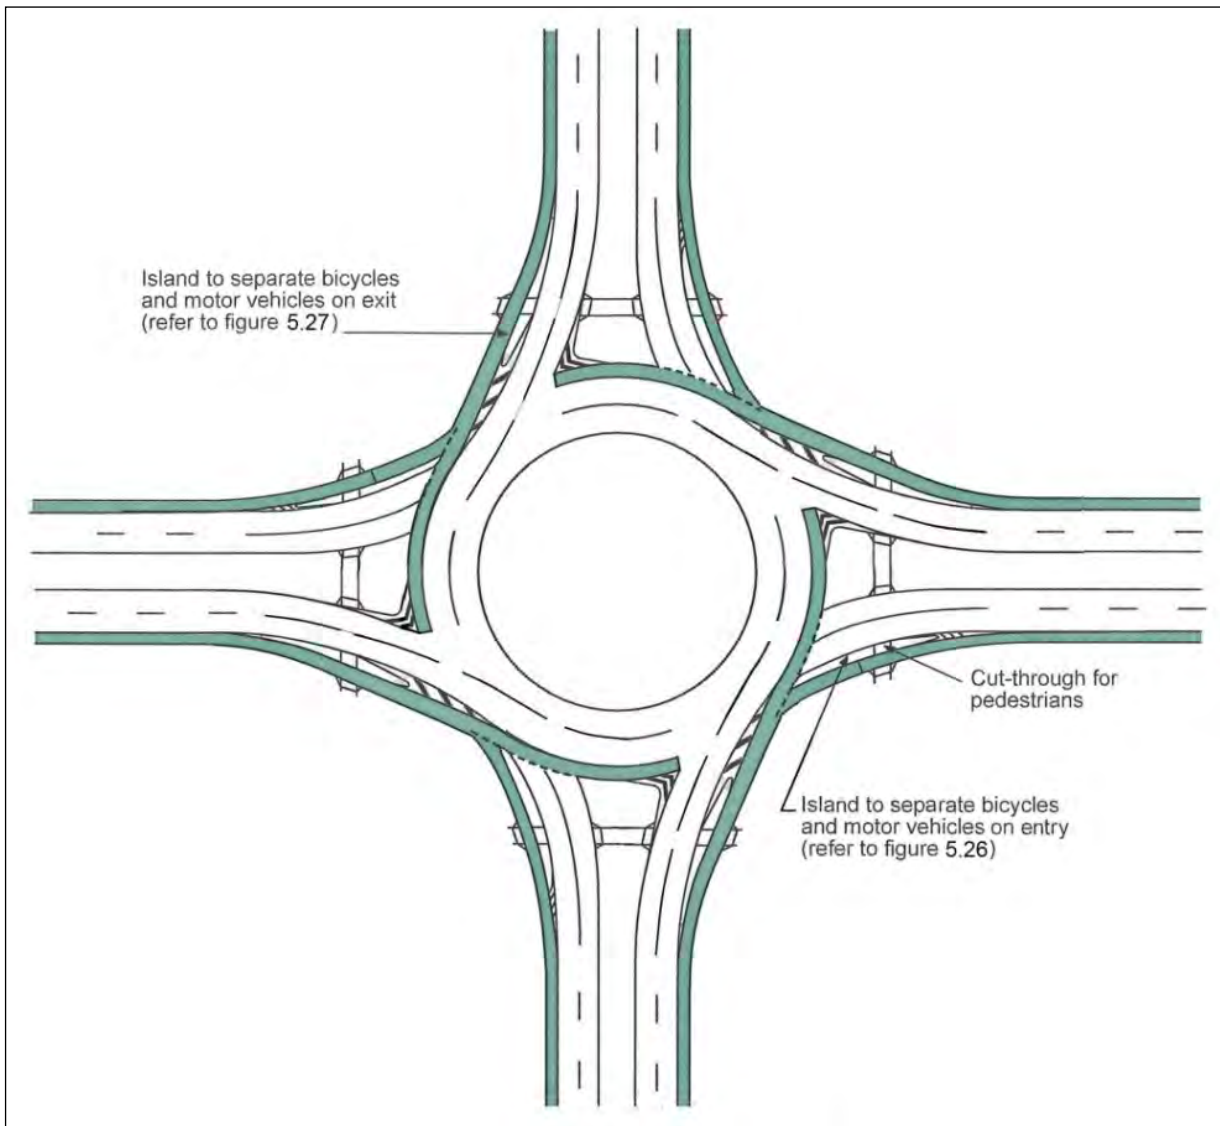 Island to separate bicycles
and motor vehicles on exit
(refer to figure 5.27)
Cut-through for
pedestrians
Island to separate bicycles
and motor vehicles on entry
(refer to figure 5.26)